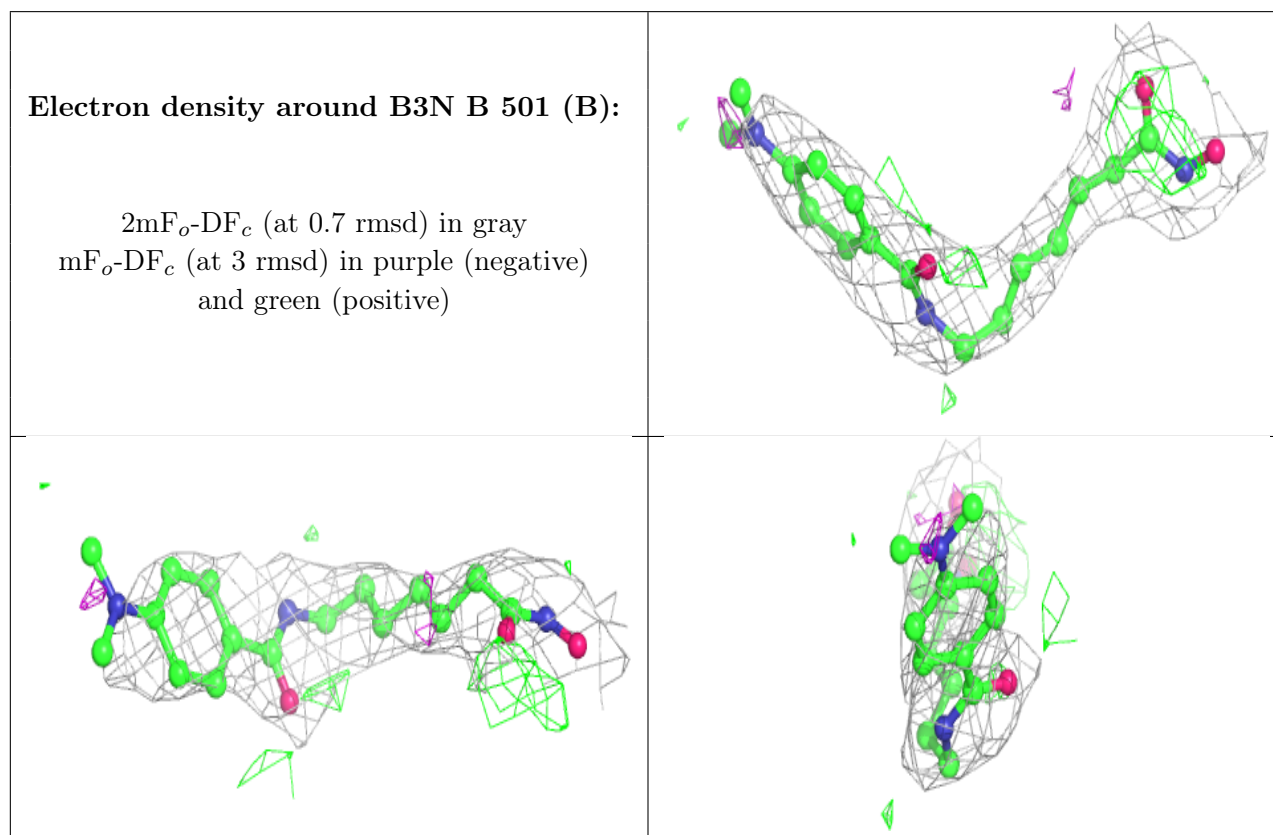 Electron density around B3N B 501 (B):
2mFo-DFc (at 0.7 rmsd) in gray
mFo-DFc (at 3 rmsd) in purple (negative)
and green (positive)